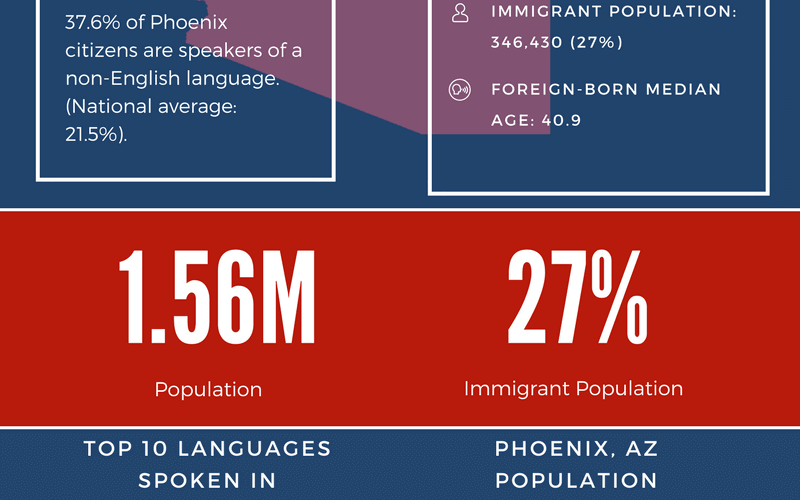 37.6% of Phoenix
citizens are speakers of a
non-English language.
(National average:
21.5%).
IMMIGRANT POPULATION:
346,430 (27%)
FOREIGN-BORN MEDIAN
AGE: 40.9
1.56M
Population
27%
Immigrant Population
TOP 10 LANGUAGES
SPOKEN IN
PHOENIX, AZ
POPULATION